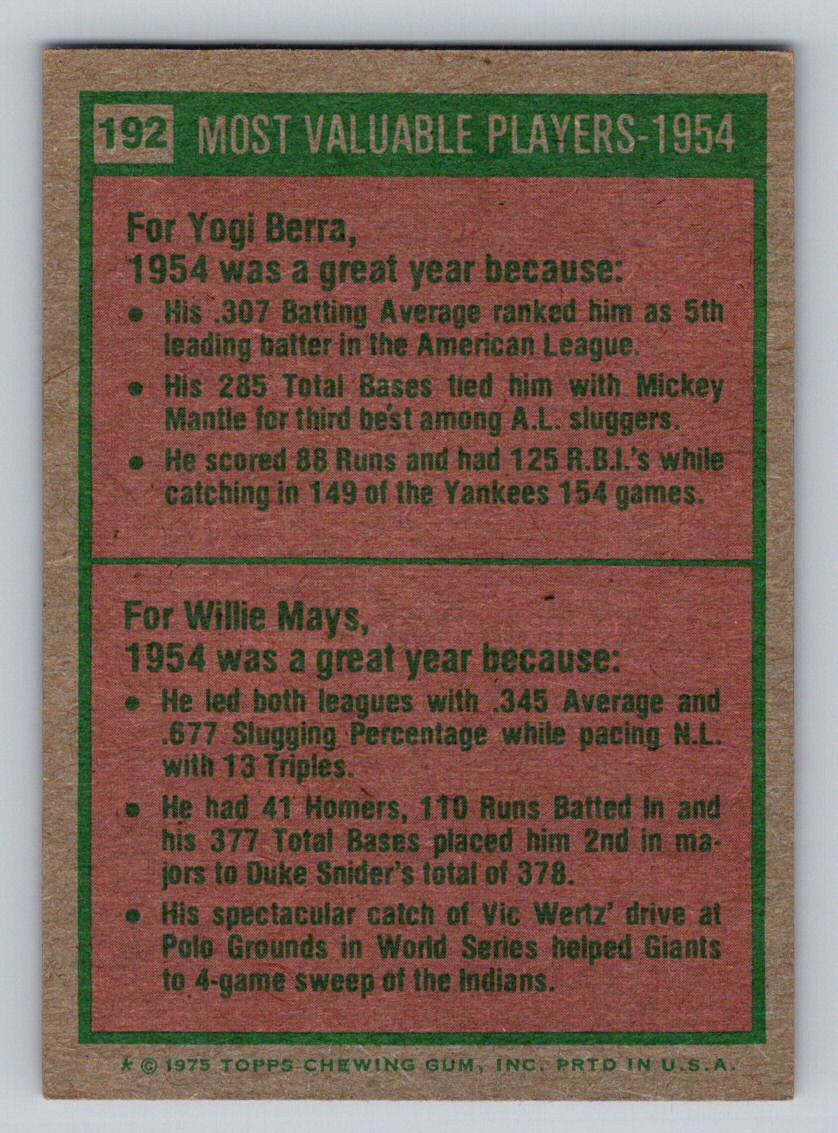 192 MOST VALUABLE PLAYERS-1954
For Yogi Berra,
1954 was a great year because:
• His .307 Batting Average ranked him as 5th
leading batter in the American League.
• His 285 Total Bases tied him with Mickey
Mantle for third best among A.L. sluggers.
• He scored 88 Runs and had 125 R.B.I.'s while
catching in 149 of the Yankees 154 games.
For Willie Mays,
1954 was a great year because:
• He led both leagues with .345 Average and
.677 Slugging Percentage while pacing N.L.
with 13 Triples.
• He had 41 Homers, 110 Runs Batted In and
his 377 Total Bases placed him 2nd in ma-
jors to Duke Snider's total of 378.
• His spectacular catch of Vic Wertz' drive at
Polo Grounds in World Series helped Giants
to 4-game sweep of the Indians.
* © 1975 TOPPS CHEWING GUM, INC. PRTD IN U.S.A.